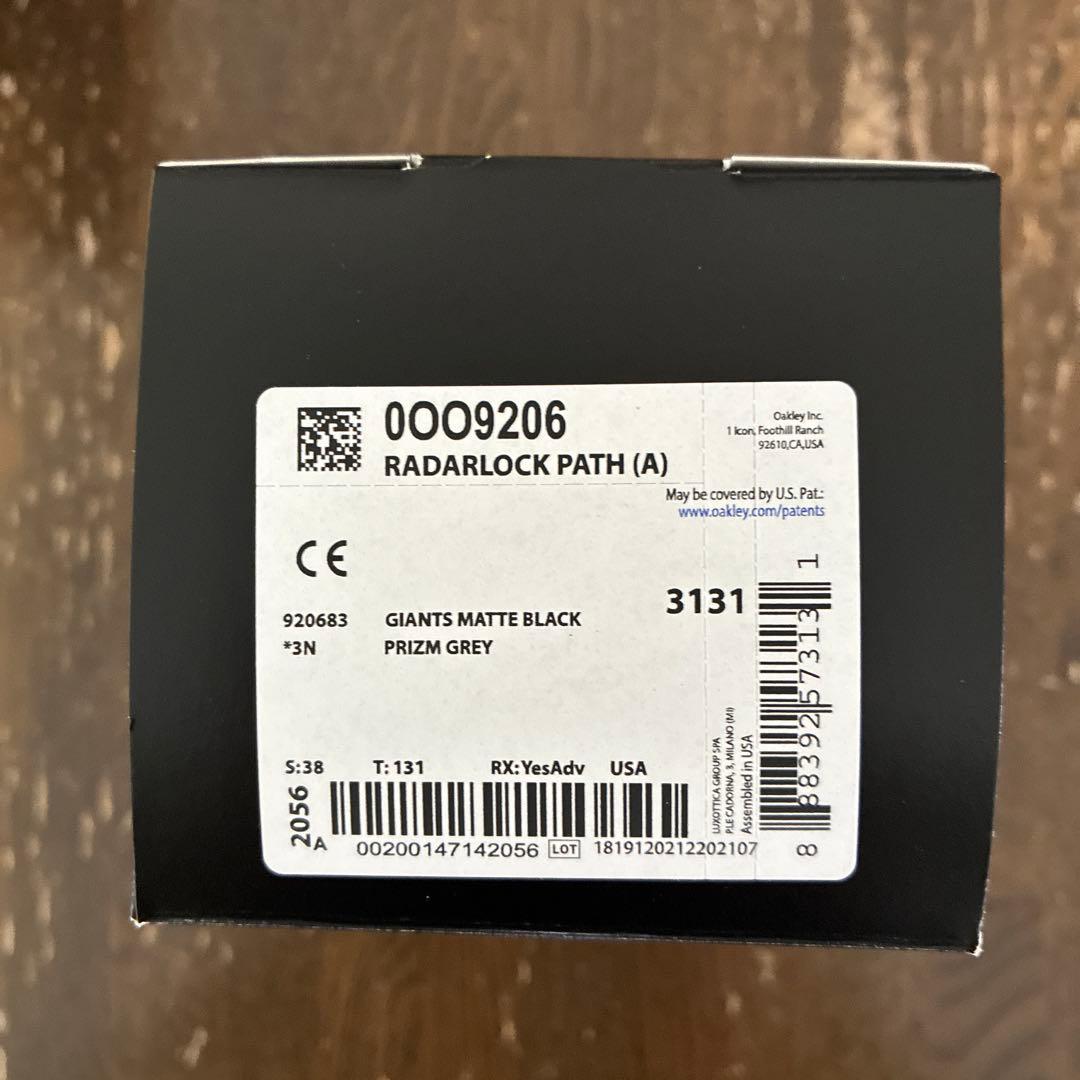 0OO9206
RADARLOCK PATH (A)
Oakley Inc.
1 Icon, Foothill Ranch
92610,CA,USA
May be covered by U.S. Pat.:
www.oakley.com/patents
CE
3131
920683 GIANTS MATTE BLACK
*3N PRIZM GREY
S:38 T:131 RX:YesAdv USA
2056
A
00200147142056 LOT 1819120212202107
LUXOTTICA GROUP SPA
P.LE CADORNA, 3, MILANO (MI)
Assembled in USA
8 88392 57313 1